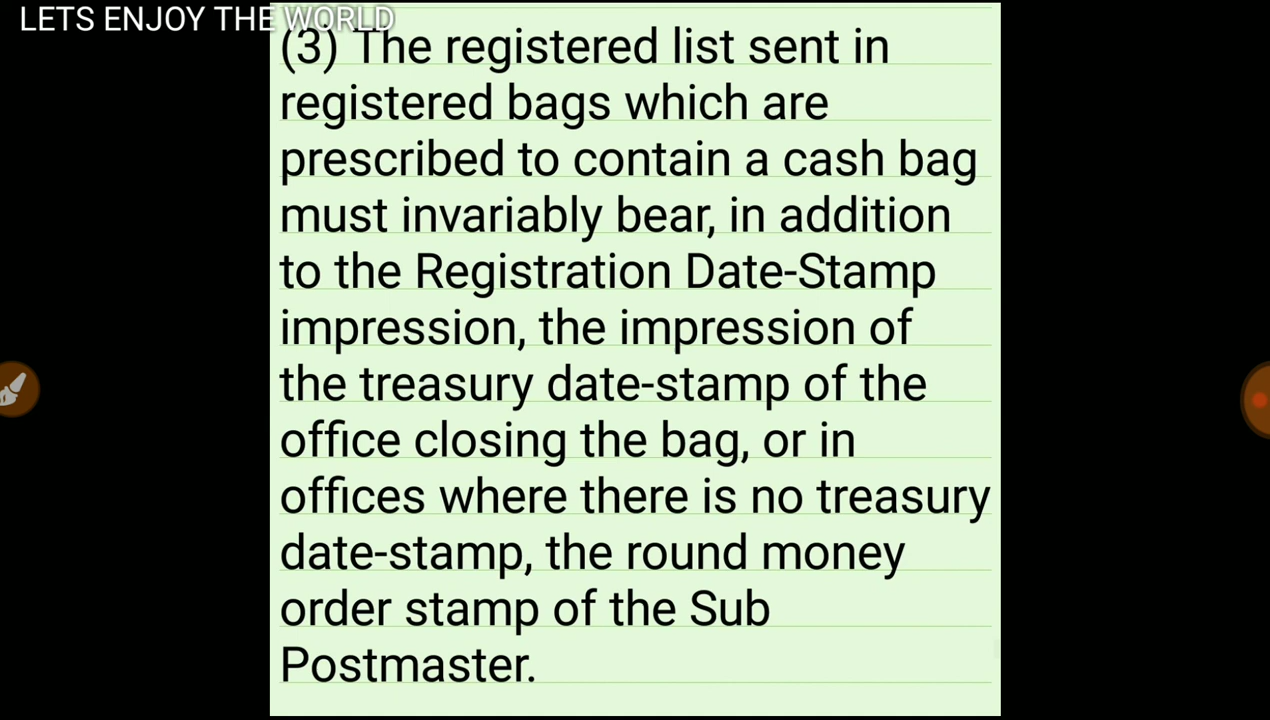 LETS ENJOY THE WORLD
(3) The registered list sent in
registered bags which are
prescribed to contain a cash bag
must invariably bear, in addition
to the Registration Date-Stamp
impression, the impression of
the treasury date-stamp of the
office closing the bag, or in
offices where there is no treasury
date-stamp, the round money
order stamp of the Sub
Postmaster.